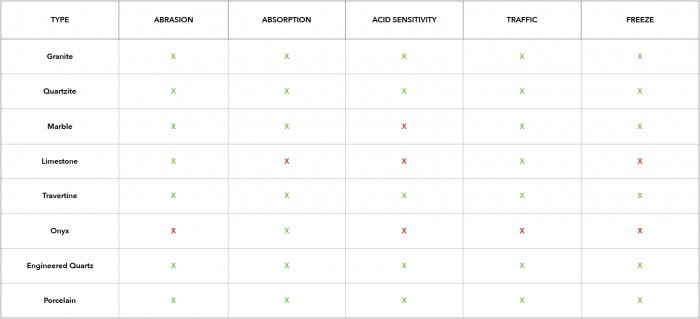 TYPE ABRASION ABSORPTION ACID SENSITIVITY TRAFFIC FREEZE
Granite X X X X X
Quartzite X X X X X
Marble X X X X X
Limestone X X X X X
Travertine X X X X X
Onyx X X X X X
Engineered Quartz X X X X X
Porcelain X X X X X